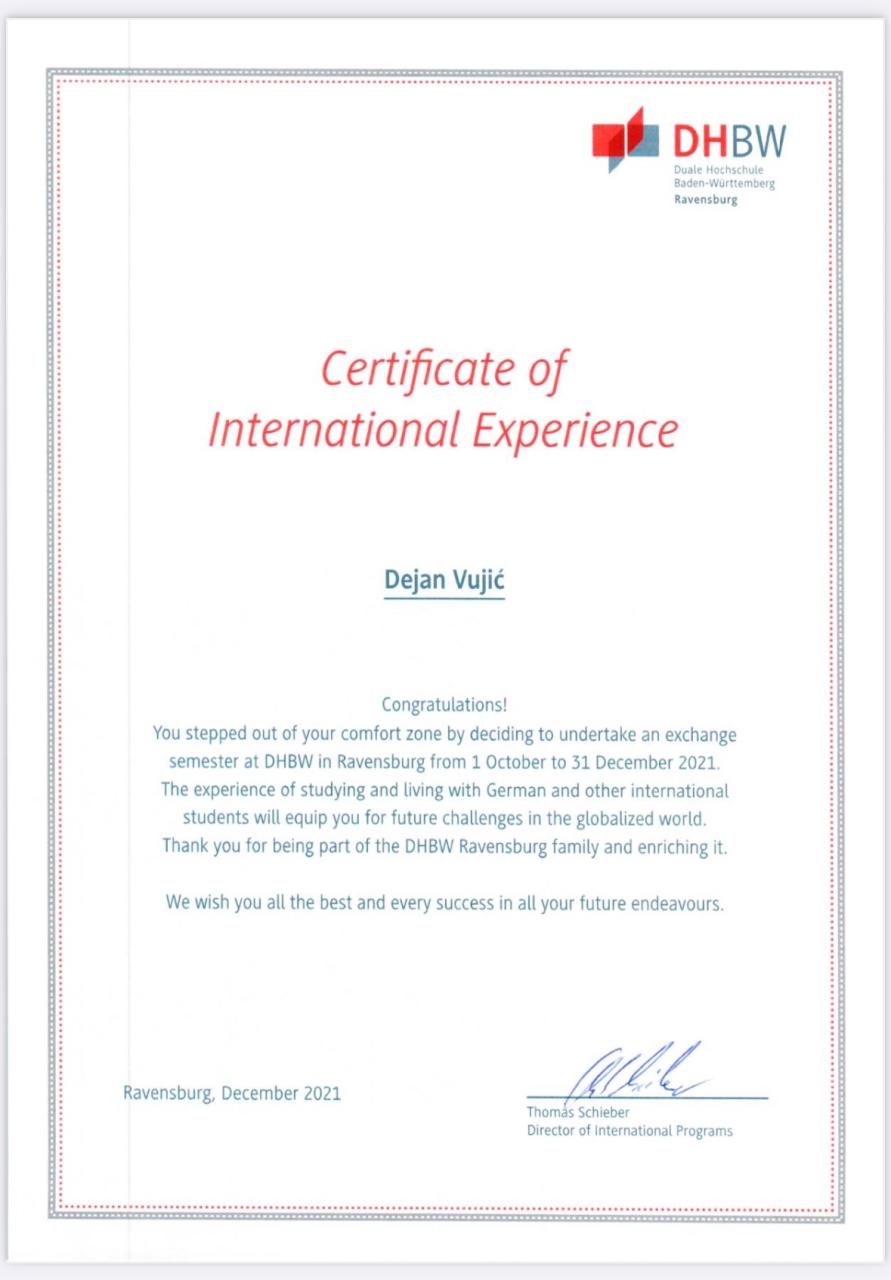 DHBW
Duale Hochschule
Baden-Württemberg
Ravensburg
Certificate of
International Experience
Dejan Vujić
Congratulations!
You stepped out of your comfort zone by deciding to undertake an exchange
semester at DHBW in Ravensburg from 1 October to 31 December 2021.
The experience of studying and living with German and other international
students will equip you for future challenges in the globalized world.
Thank you for being part of the DHBW Ravensburg family and enriching it.
We wish you all the best and every success in all your future endeavours.
Ravensburg, December 2021
Thomas Schieber
Director of International Programs